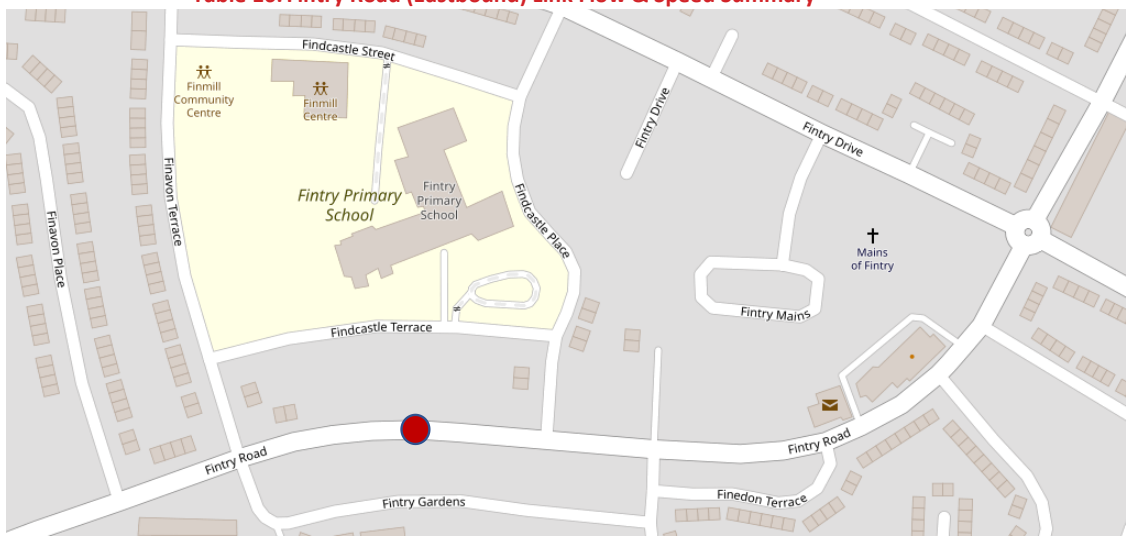 Table 10: Fintry Road (Eastbound) Link Flow & Speed Summary
Findcastle Street
Finmill
Community
Centre
Finmill
Centre
Fintry Drive
Fintry Drive
Finavon Terrace
Fintry Primary
School
Fintry
Primary
School
Findcastle Place
Finavon Place
Mains
of Fintry
Fintry Mains
Findcastle Terrace
Fintry Road
Fintry Road
Fintry Gardens
Finedon Terrace